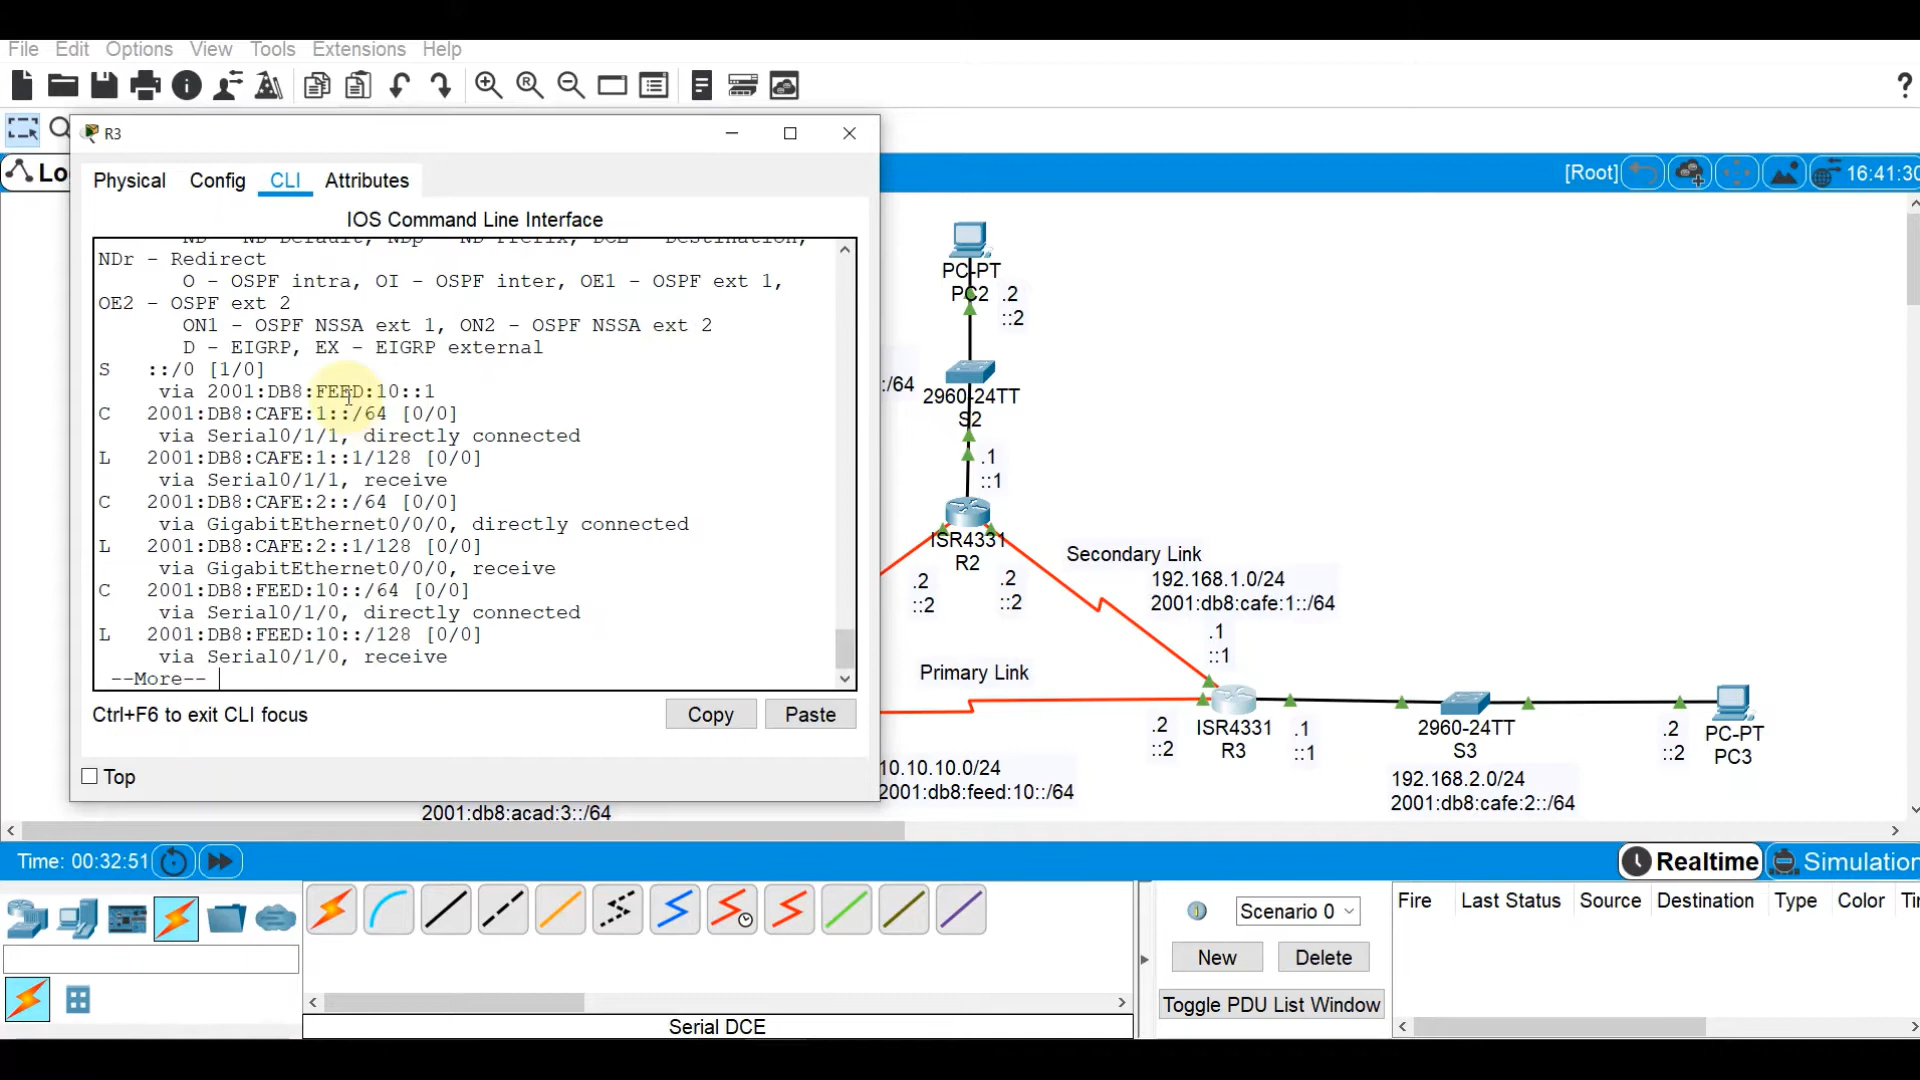 File Edit Options View Tools Extensions Help
R3
Physical Config CLI Attributes
IOS Command Line Interface
NDr - Redirect
O - OSPF intra, OI - OSPF inter, OE1 - OSPF ext 1,
OE2 - OSPF ext 2
ON1 - OSPF NSSA ext 1, ON2 - OSPF NSSA ext 2
D - EIGRP, EX - EIGRP external
S ::/0 [1/0]
via 2001:DB8:FEED:10::1
C 2001:DB8:CAFE:1::/64 [0/0]
via Serial0/1/1, directly connected
L 2001:DB8:CAFE:1::1/128 [0/0]
via Serial0/1/1, receive
C 2001:DB8:CAFE:2::/64 [0/0]
via GigabitEthernet0/0/0, directly connected
L 2001:DB8:CAFE:2::1/128 [0/0]
via GigabitEthernet0/0/0, receive
C 2001:DB8:FEED:10::/64 [0/0]
via Serial0/1/0, directly connected
L 2001:DB8:FEED:10::/128 [0/0]
via Serial0/1/0, receive
--More--
Ctrl+F6 to exit CLI focus
Copy Paste
Top
Lo
[Root] 16:41:30
PC-PT
PC2
.2
::2
:/64
2960-24TT
S2
.1
::1
ISR4331
R2
.2
::2
.2
::2
Secondary Link
192.168.1.0/24
2001:db8:cafe:1::/64
.1
::1
Primary Link
.2
::2
ISR4331
R3
.1
::1
2960-24TT
S3
.2
::2
PC-PT
PC3
10.10.10.0/24
2001:db8:feed:10::/64
192.168.2.0/24
2001:db8:cafe:2::/64
2001:db8:acad:3::/64
Time: 00:32:51
Realtime Simulation
Scenario 0
New Delete
Toggle PDU List Window
Fire Last Status Source Destination Type Color
Serial DCE